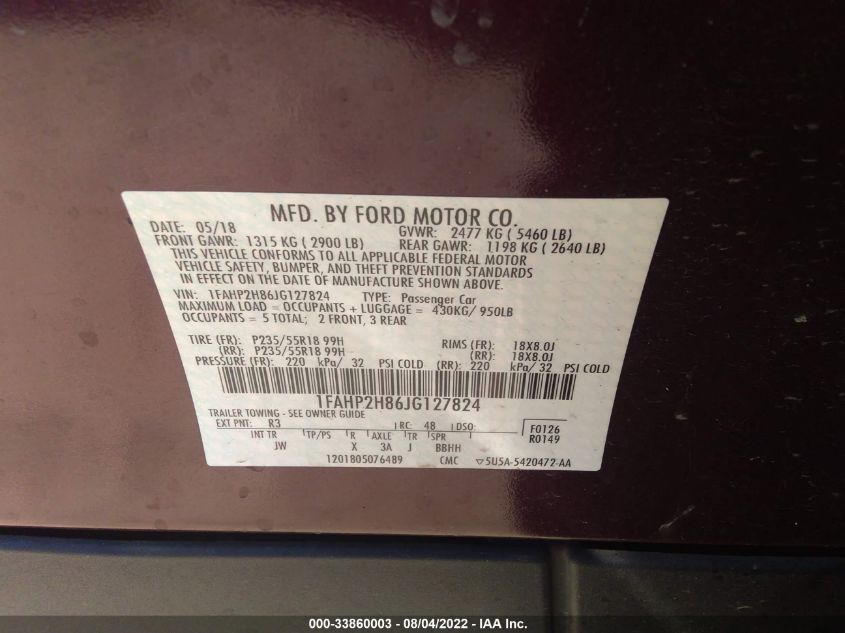 MFD. BY FORD MOTOR CO.
DATE: 05/18 GVWR: 2477 KG ( 5460 LB)
FRONT GAWR: 1315 KG ( 2900 LB) REAR GAWR: 1198 KG ( 2640 LB)
THIS VEHICLE CONFORMS TO ALL APPLICABLE FEDERAL MOTOR
VEHICLE SAFETY, BUMPER, AND THEFT PREVENTION STANDARDS
IN EFFECT ON THE DATE OF MANUFACTURE SHOWN ABOVE.
VIN: 1FAHP2H86JG127824 TYPE: Passenger Car
MAXIMUM LOAD = OCCUPANTS + LUGGAGE = 430KG/ 950LB
OCCUPANTS = 5 TOTAL; 2 FRONT, 3 REAR
TIRE (FR): P235/55R18 99H RIMS (FR): 18X8.0J
(RR): P235/55R18 99H (RR): 18X8.0J
PRESSURE (FR): 220 kPa/ 32 PSI COLD (RR): 220 kPa/ 32 PSI COLD
1FAHP2H86JG127824
TRAILER TOWING - SEE OWNER GUIDE
EXT PNT: R3 RC: 48 DSO: F0126
INT TR TP/PS R AXLE TR SPR R0149
JW X 3A J BBHH
1201805076489 CMC ▽5U5A-5420472-AA
000-33860003 - 08/04/2022 - IAA Inc.